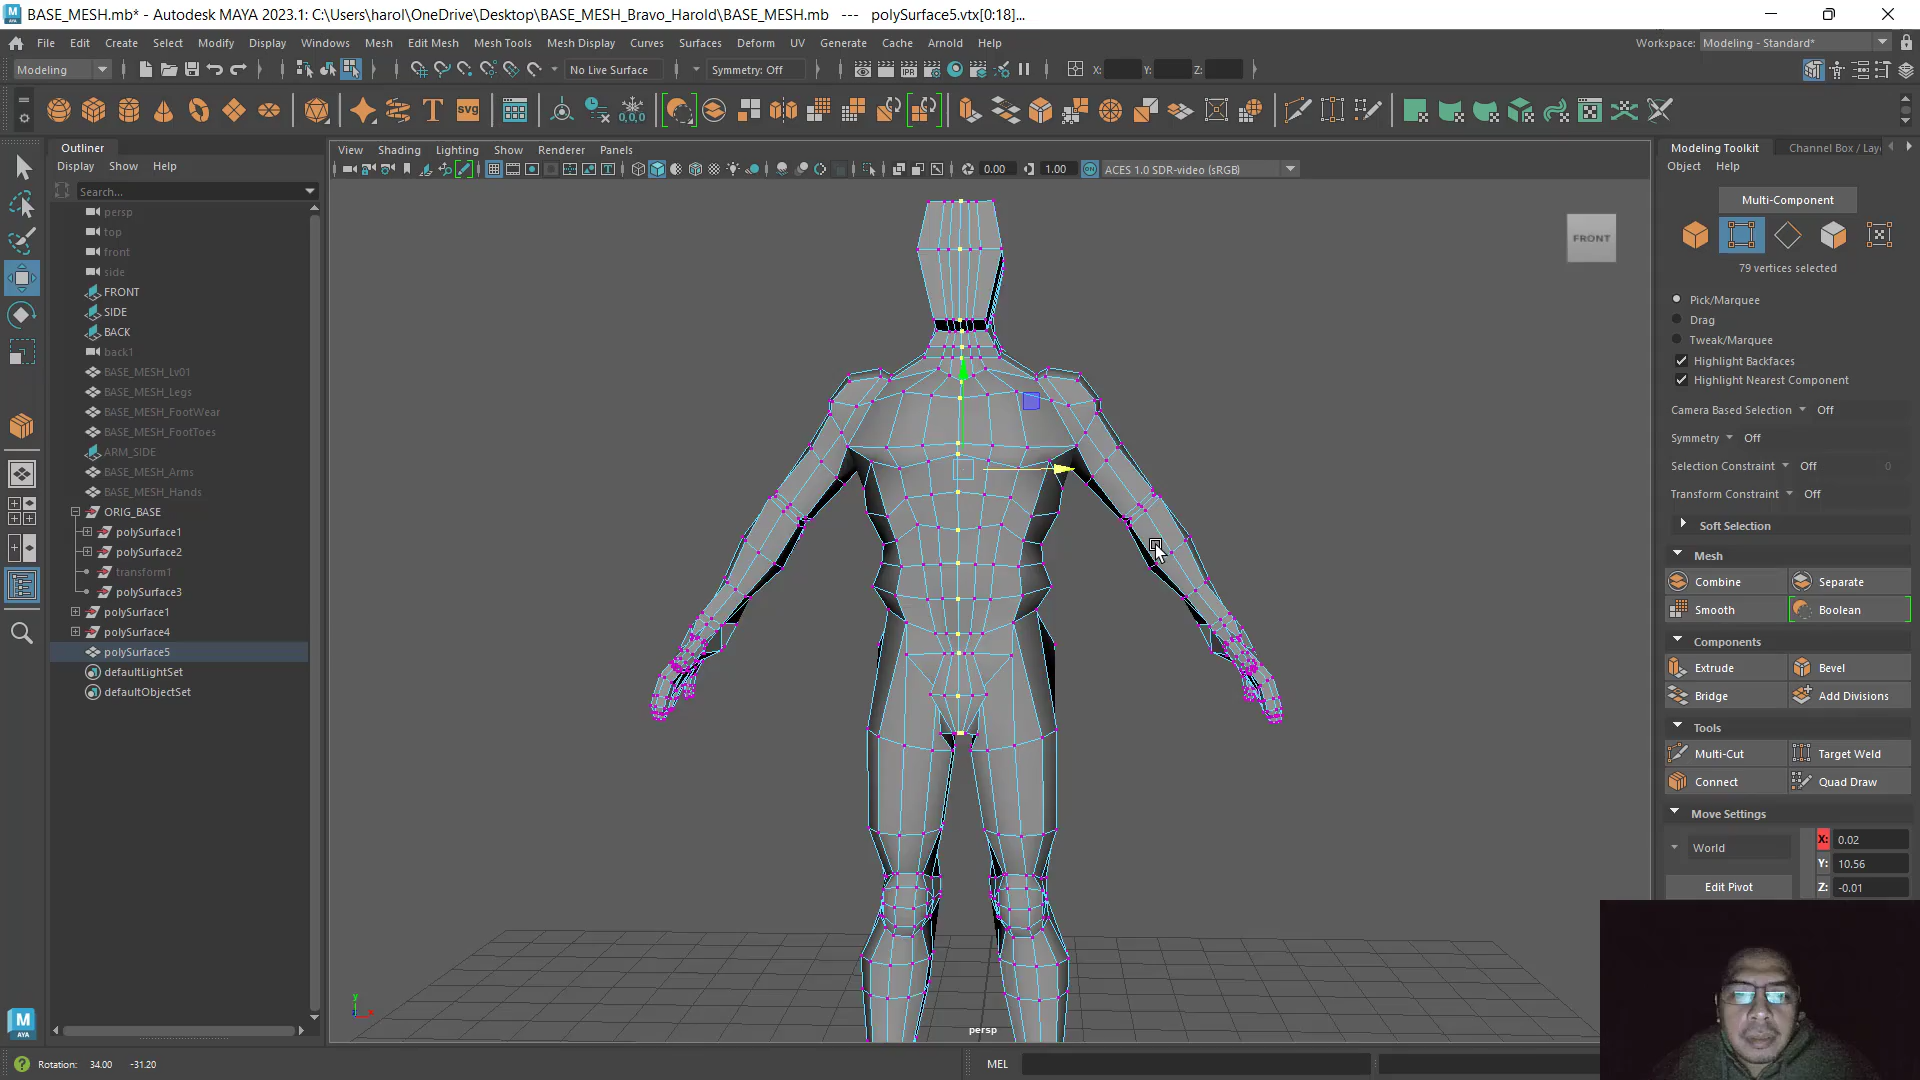 BASE_MESH.mb* - Autodesk MAYA 2023.1: C:\Users\harol\OneDrive\Desktop\BASE_MESH_Bravo_Harold\BASE_MESH.mb --- polySurface5.vtx[0:18]...
File Edit Create Select Modify Display Windows Mesh Edit Mesh Mesh Tools Mesh Display Curves Surfaces Deform UV Generate Cache Arnold Help
Workspace: Modeling - Standard*
Modeling No Live Surface Symmetry: Off X: Y: Z:
IPR
T SVG 0,0,0
Outliner
Display Show Help
Search...
persp
top
front
side
FRONT
SIDE
BACK
back1
BASE_MESH_Lv01
BASE_MESH_Legs
BASE_MESH_FootWear
BASE_MESH_FootToes
ARM_SIDE
BASE_MESH_Arms
BASE_MESH_Hands
ORIG_BASE
polySurface1
polySurface2
transform1
polySurface3
polySurface1
polySurface4
polySurface5
defaultLightSet
defaultObjectSet
View Shading Lighting Show Renderer Panels
0.00 1.00 ON ACES 1.0 SDR-video (sRGB)
FRONT
y
x
persp
Modeling Toolkit Channel Box / Lay
Object Help
Multi-Component
79 vertices selected
Pick/Marquee
Drag
Tweak/Marquee
Highlight Backfaces
Highlight Nearest Component
Camera Based Selection Off
Symmetry Off
Selection Constraint Off 0
Transform Constraint Off
Soft Selection
Mesh
Combine Separate
Smooth Boolean
Components
Extrude Bevel
Bridge Add Divisions
Tools
Multi-Cut Target Weld
Connect Quad Draw
Move Settings
World X: 0.02
Y: 10.56
Edit Pivot Z: -0.01
M
AYA
Rotation: 34.00 -31.20 MEL